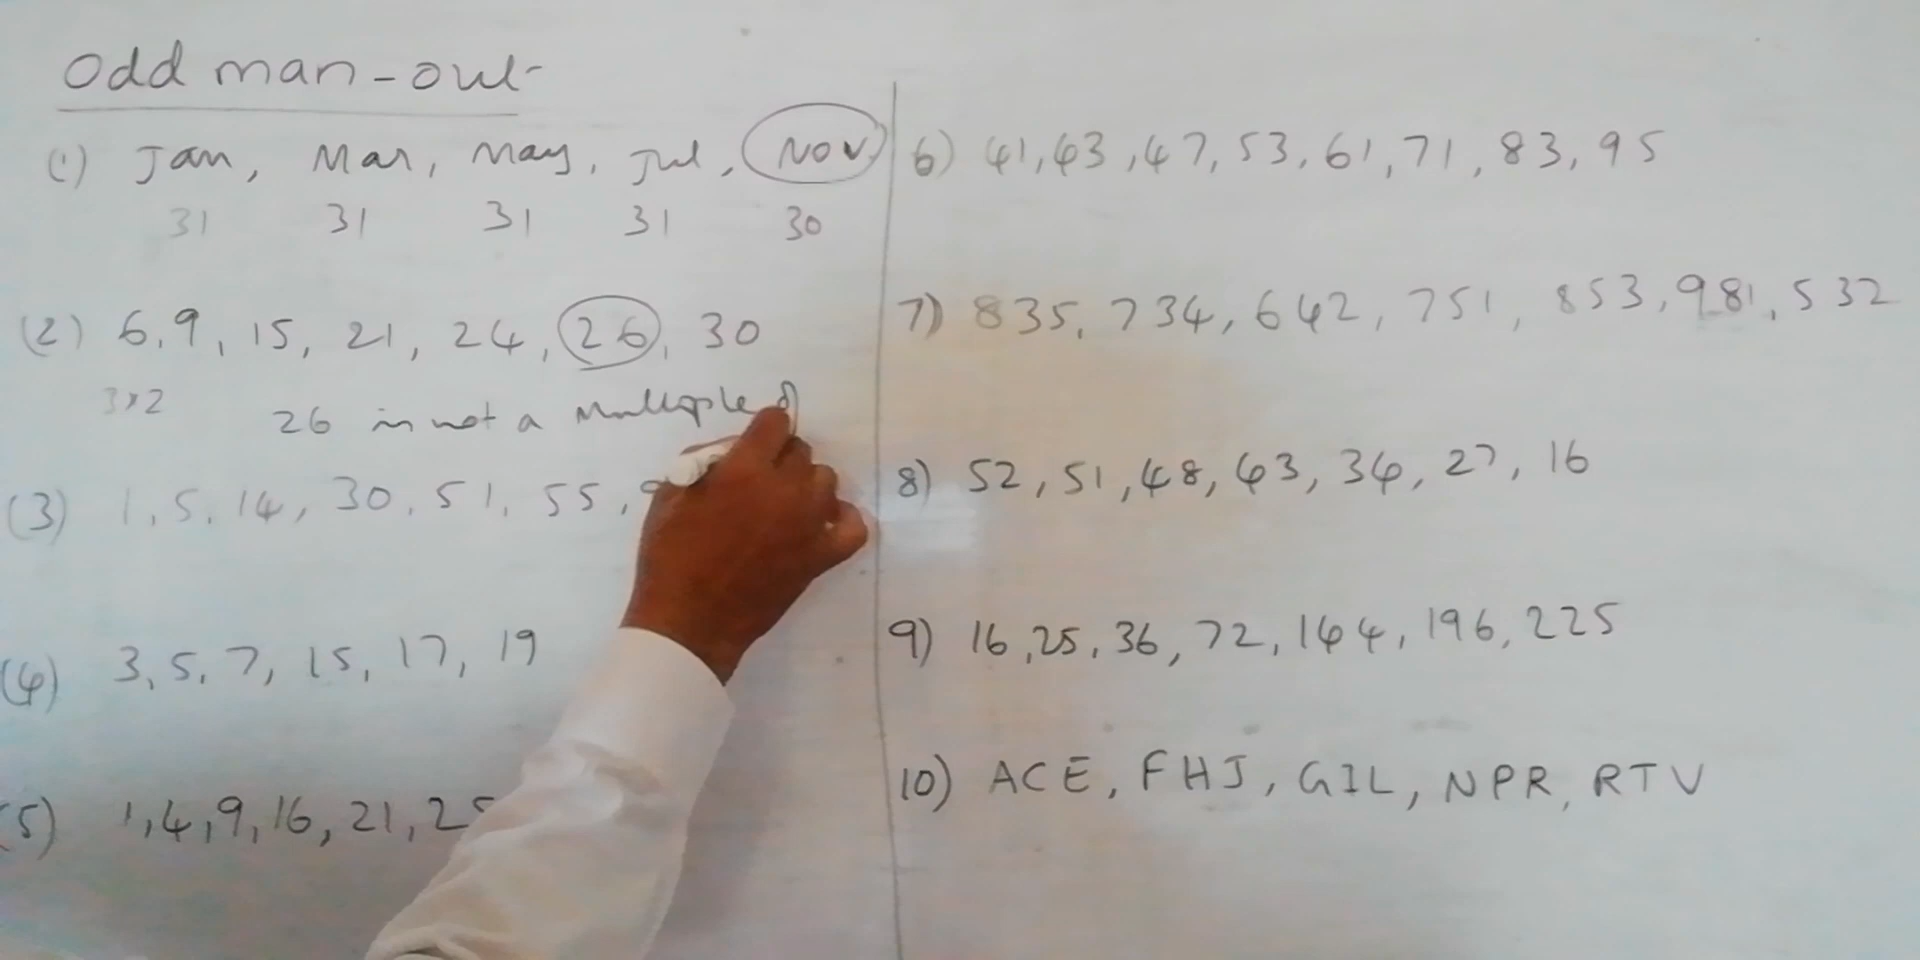 Odd man-out
(1) Jan, Mar, May, Jul, Nov
31 31 31 31 30
(2) 6,9, 15, 21, 24, 26, 30
3x2 26 is not a Multiple of
(3) 1, 5, 14, 30, 51, 55,
(4) 3, 5, 7, 15, 17, 19
(5) 1,4,9,16,21,25
6) 41,43,47,53,61,71,83,95
7) 835, 734, 642, 751, 853, 981, 532
8) 52, 51, 48, 43, 34, 27, 16
9) 16,25,36,72,144,196,225
10) ACE, FHJ, GIL, NPR, RTV